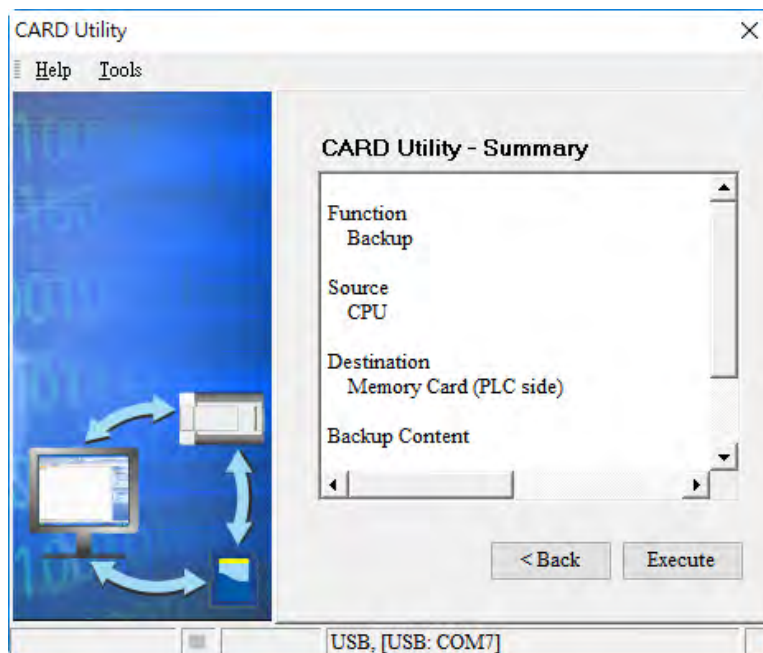 CARD Utility
Help Tools
CARD Utility - Summary
Function
Backup
Source
CPU
Destination
Memory Card (PLC side)
Backup Content
< Back Execute
USB, [USB: COM7]